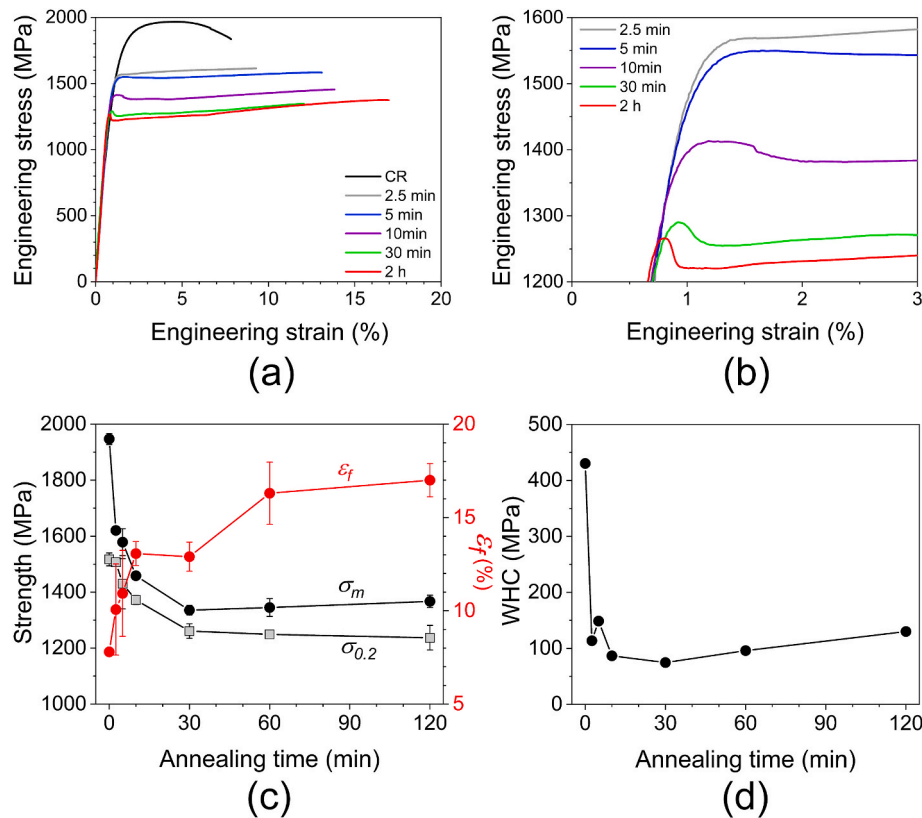 2000
1500
1000
500
0
Engineering stress (MPa)
CR
2.5 min
5 min
10min
30 min
2 h
0 5 10 15 20
Engineering strain (%)
(a)
1600
1500
1400
1300
1200
Engineering stress (MPa)
2.5 min
5 min
10min
30 min
2 h
0 1 2 3
Engineering strain (%)
(b)
2000
1800
1600
1400
1200
1000
Strength (MPa)
εf
σm
σ0.2
20
15
10
5
εf (%)
0 30 60 90 120
Annealing time (min)
(c)
500
400
300
200
100
0
WHC (MPa)
0 30 60 90 120
Annealing time (min)
(d)